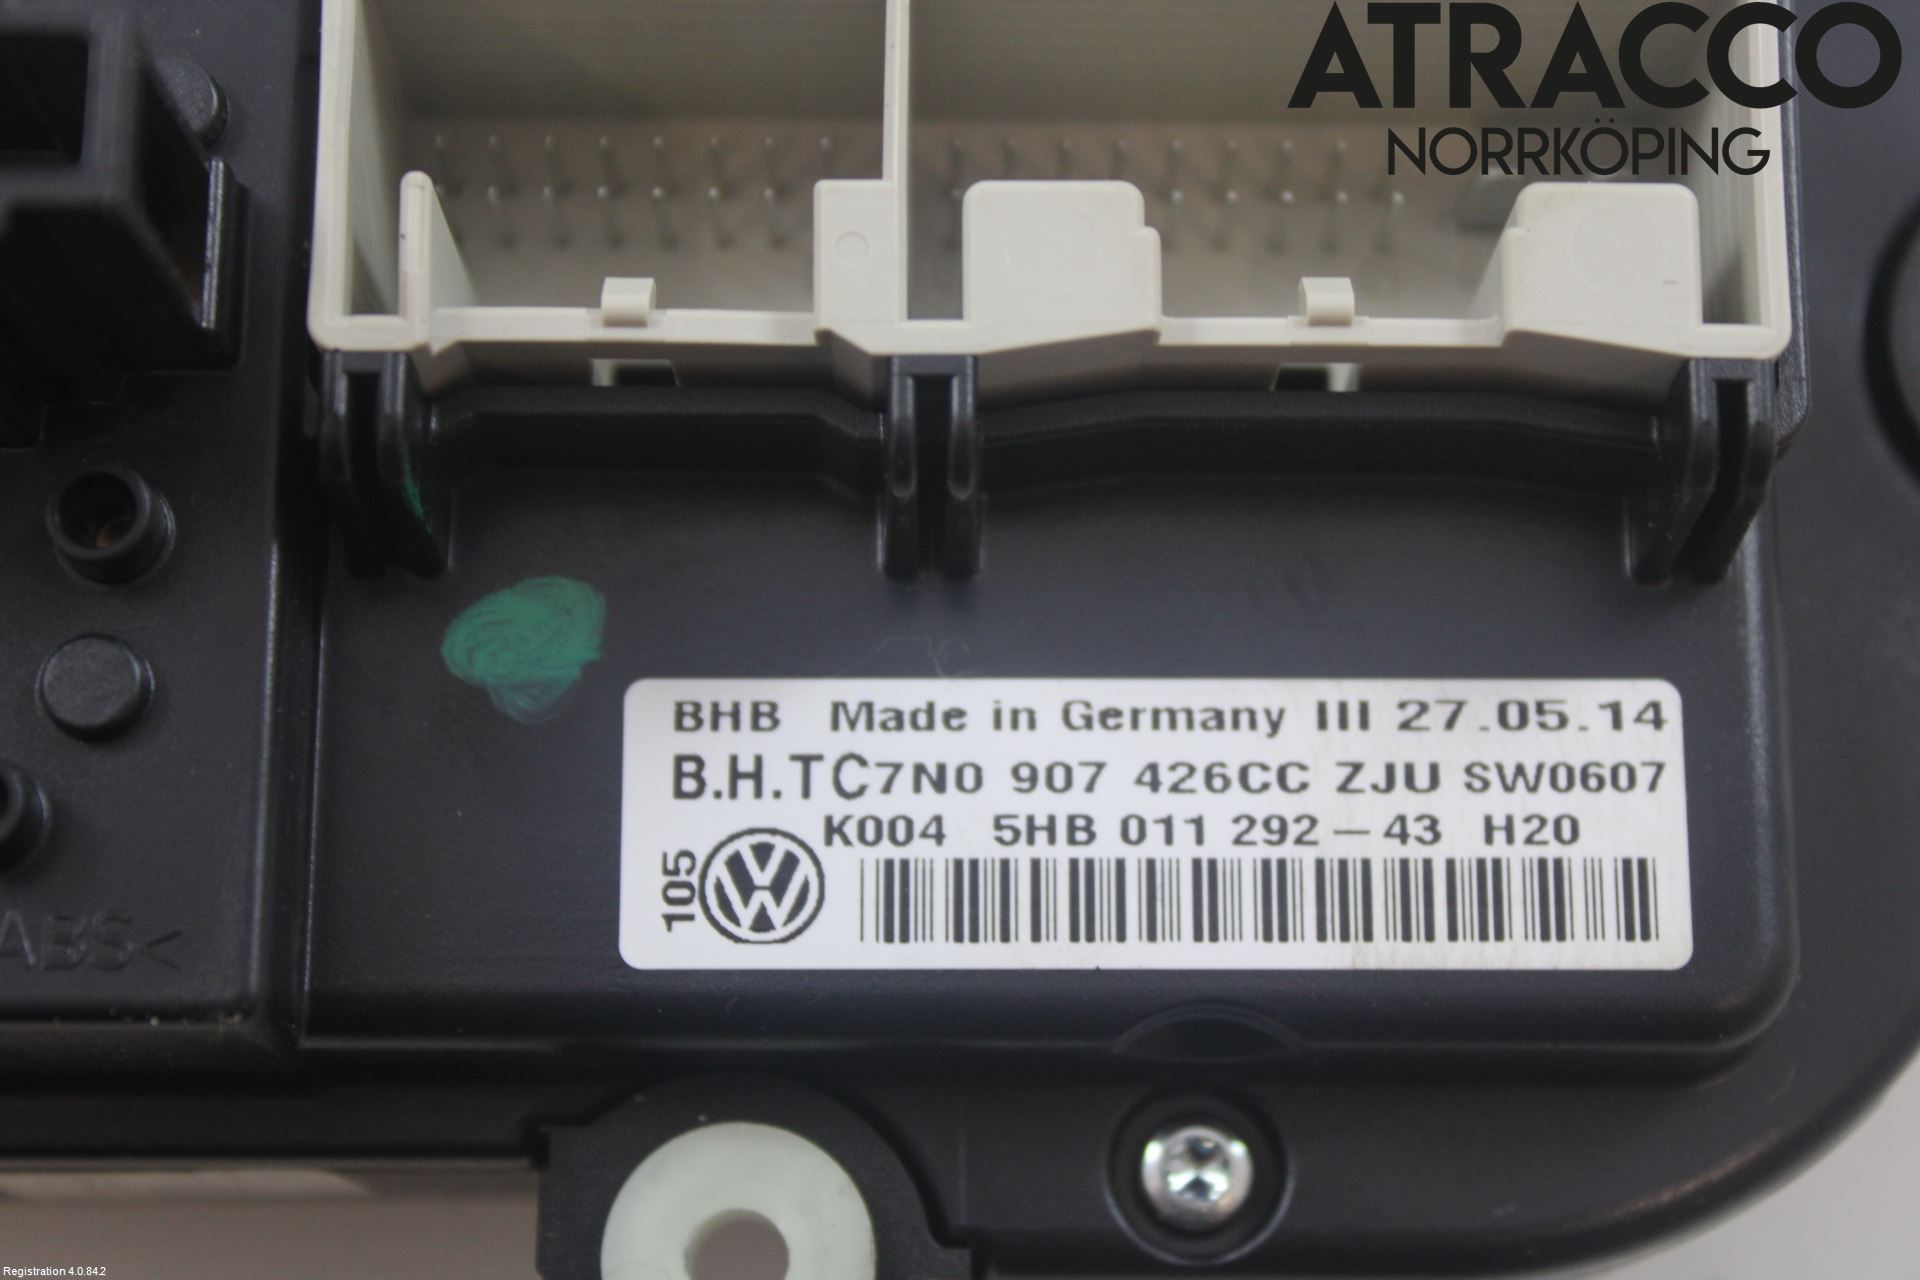 ATRACCO
NORRKÖPING
BHB Made in Germany III 27.05.14
B.H.TC7N0 907 426CC ZJU SW0607
K004 5HB 011 292-43 H20
105
ABS<
Registration 4.0.84.2